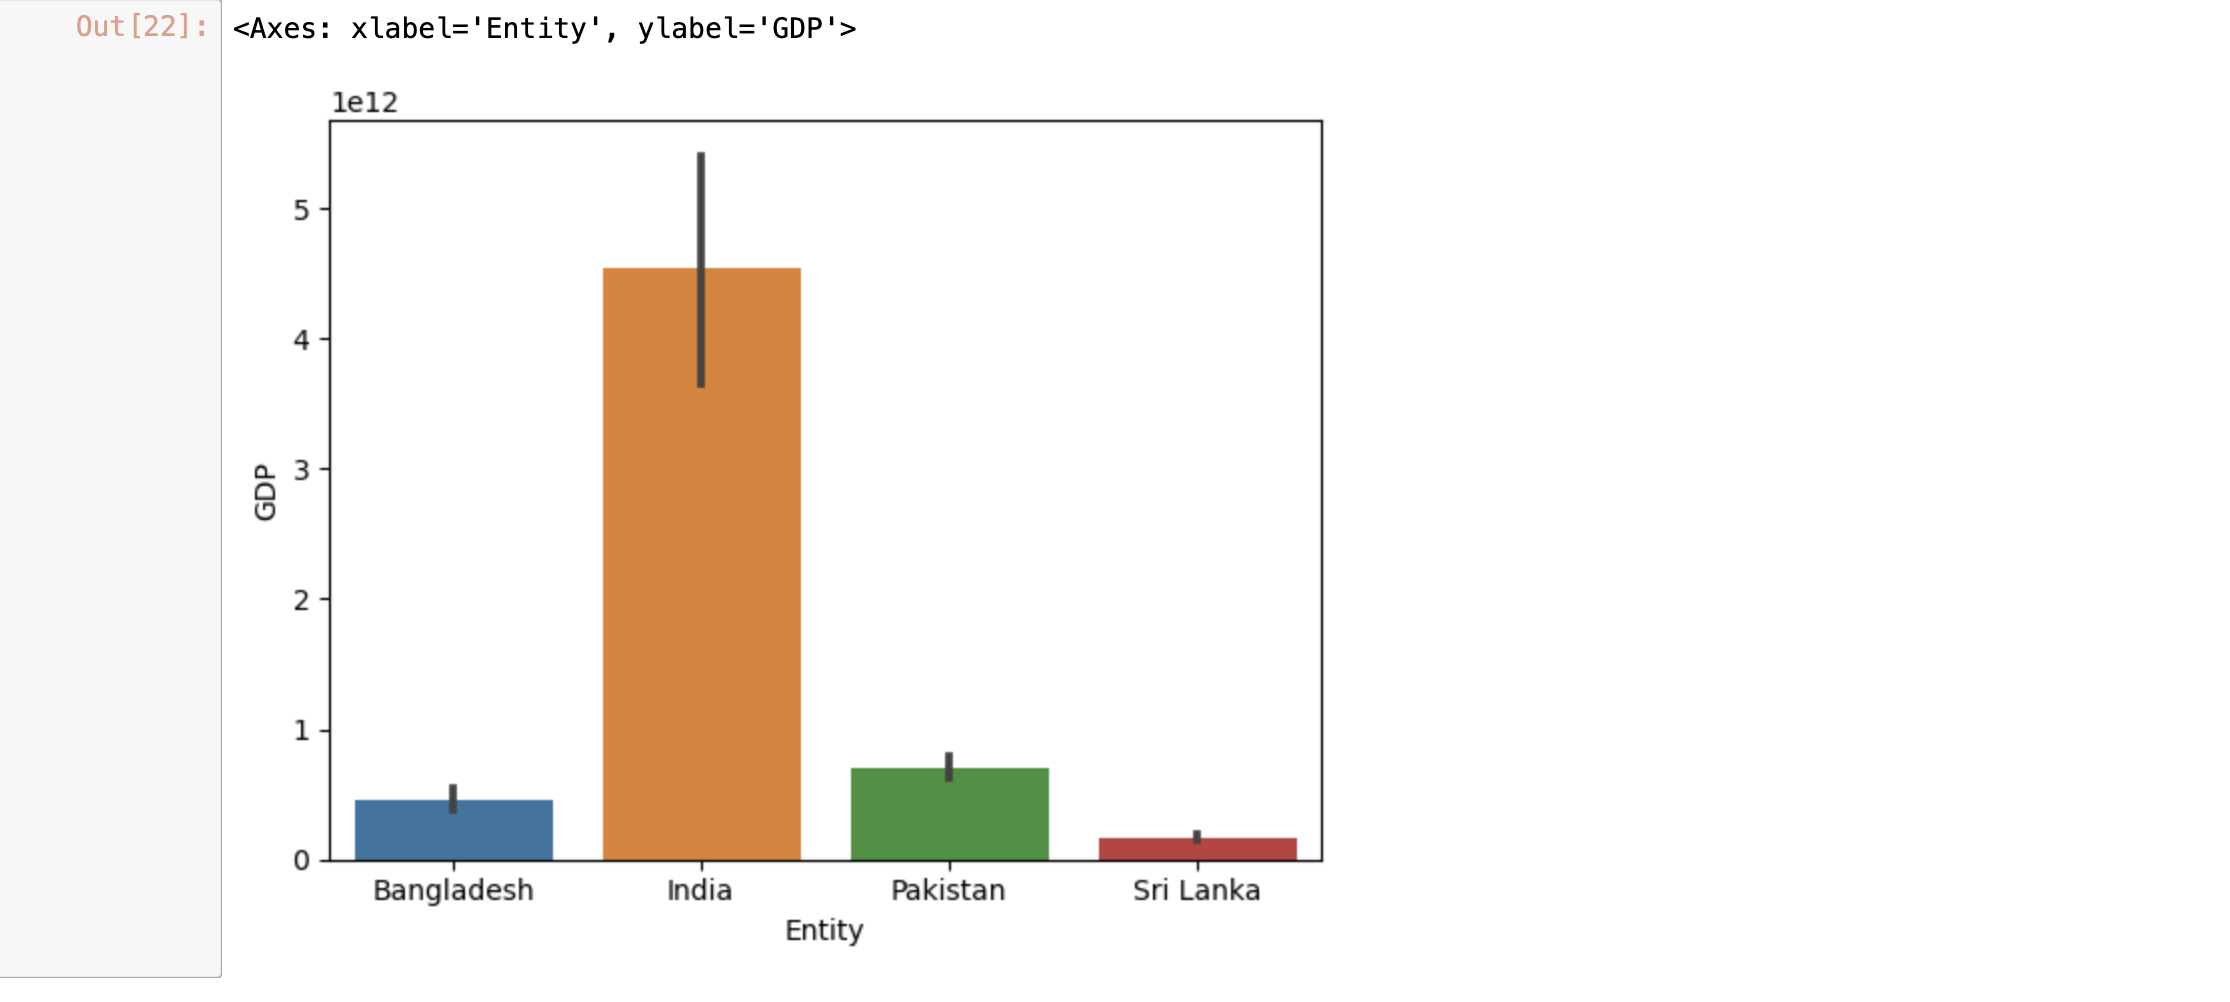 Out[22]: <Axes: xlabel='Entity', ylabel='GDP'>
1e12
5
4
3
2
1
0
GDP
Bangladesh India Pakistan Sri Lanka
Entity